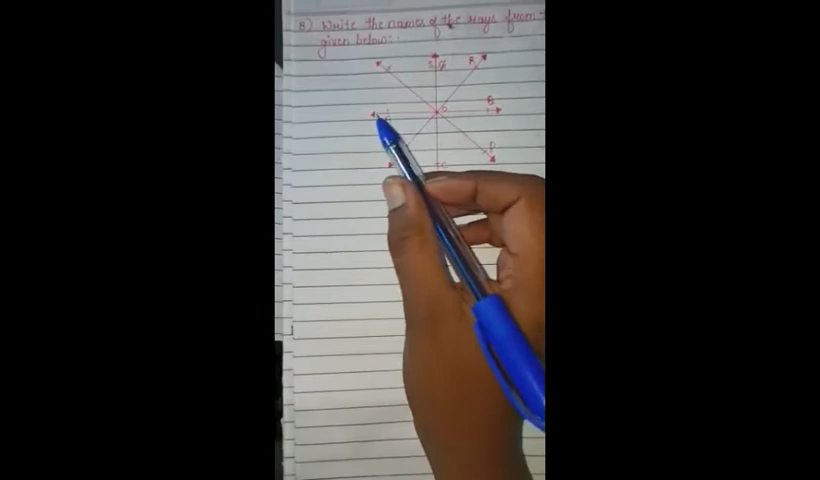 8) Write the names of the rays from
given below:-
S
R
O
B
P